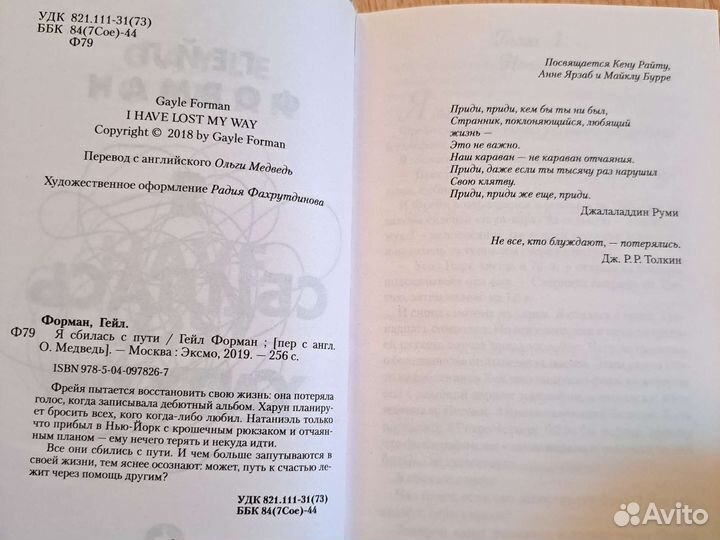 УДК 821.111-31(73)
ББК 84(7Сое)-44
Ф79
Gayle Forman
I HAVE LOST MY WAY
Copyright © 2018 by Gayle Forman
Перевод с английского Ольги Медведь
Художественное оформление Радия Фахрутдинова
Форман, Гейл.
Ф79 Я сбилась с пути / Гейл Форман ; [пер с англ.
О. Медведь]. — Москва : Эксмо, 2019. — 256 с.
ISBN 978-5-04-097826-7
Фрейя пытается восстановить свою жизнь: она потеряла
голос, когда записывала дебютный альбом. Харун планирует
бросить всех, кого когда-либо любил. Натаниэль только
что прибыл в Нью-Йорк с крошечным рюкзаком и отчаян-
ным планом — ему нечего терять и некуда идти.
Все они сбились с пути. И чем больше запутываются в
своей жизни, тем яснее осознают: может, путь к счастью ле-
жит через помощь другим?
УДК 821.111-31(73)
ББК 84(7Сое)-44
Посвящается Кену Райту,
Анне Ярзаб и Майклу Бурре
Приди, приди, кем бы ты ни был,
Странник, поклоняющийся, любящий
жизнь —
Это не важно.
Наш караван — не караван отчаяния.
Приди, даже если ты тысячу раз нарушил
Свою клятву.
Приди, приди же еще, приди.
Джалаладдин Руми
Не все, кто блуждают, — потерялись.
Дж. Р. Р. Толкин
Avito